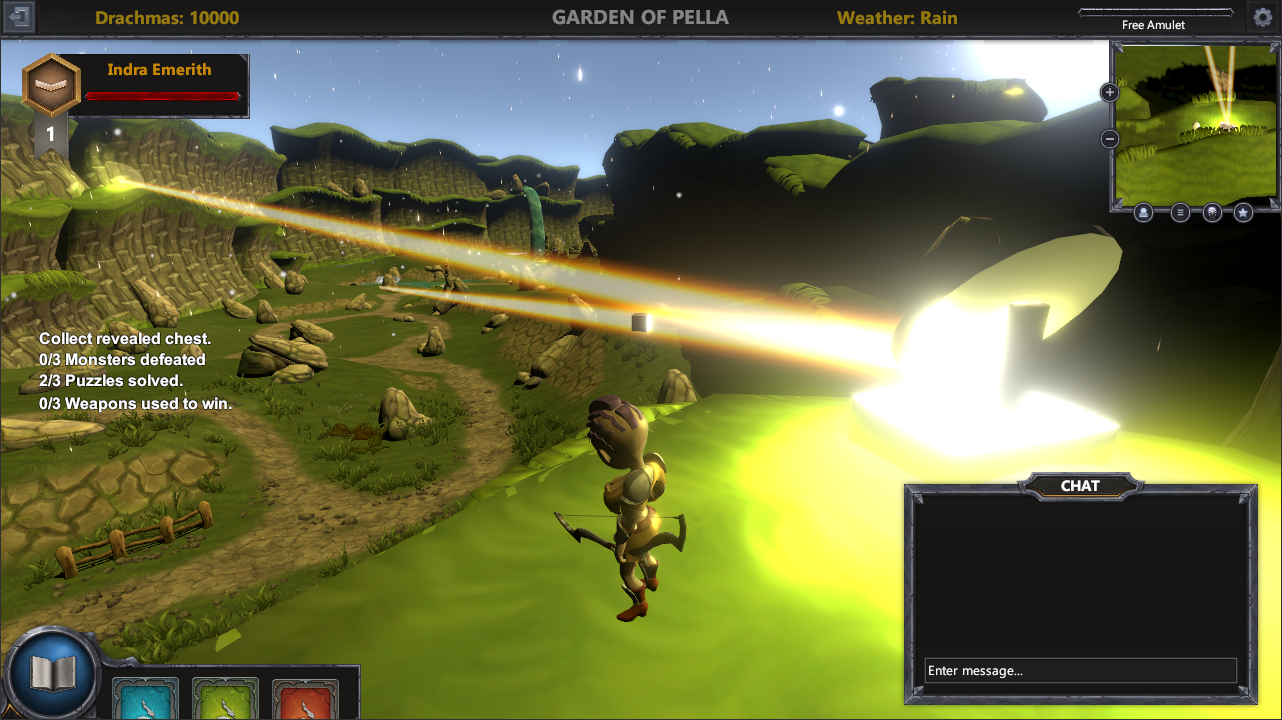 Drachmas: 10000
GARDEN OF PELLA
Weather: Rain
Free Amulet
Indra Emerith
1
Collect revealed chest.
0/3 Monsters defeated
2/3 Puzzles solved.
0/3 Weapons used to win.
CHAT
Enter message...